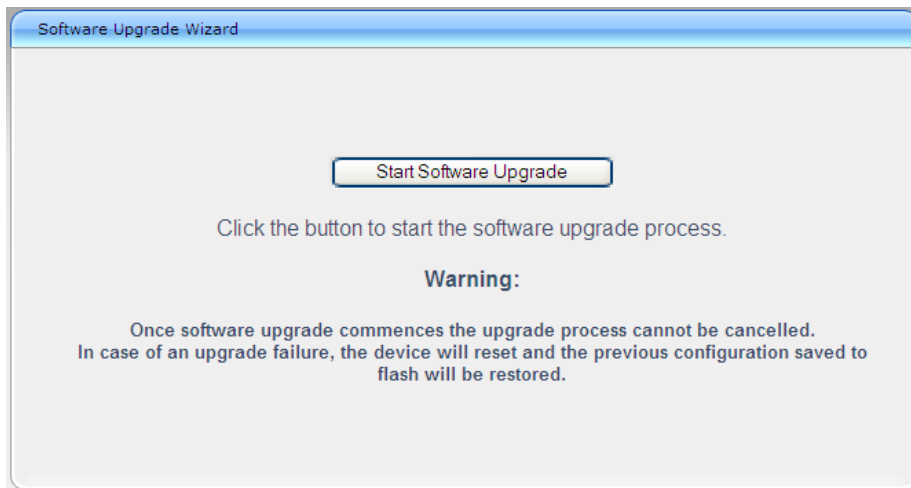 Software Upgrade Wizard
Start Software Upgrade
Click the button to start the software upgrade process.
Warning:
Once software upgrade commences the upgrade process cannot be cancelled.
In case of an upgrade failure, the device will reset and the previous configuration saved to
flash will be restored.